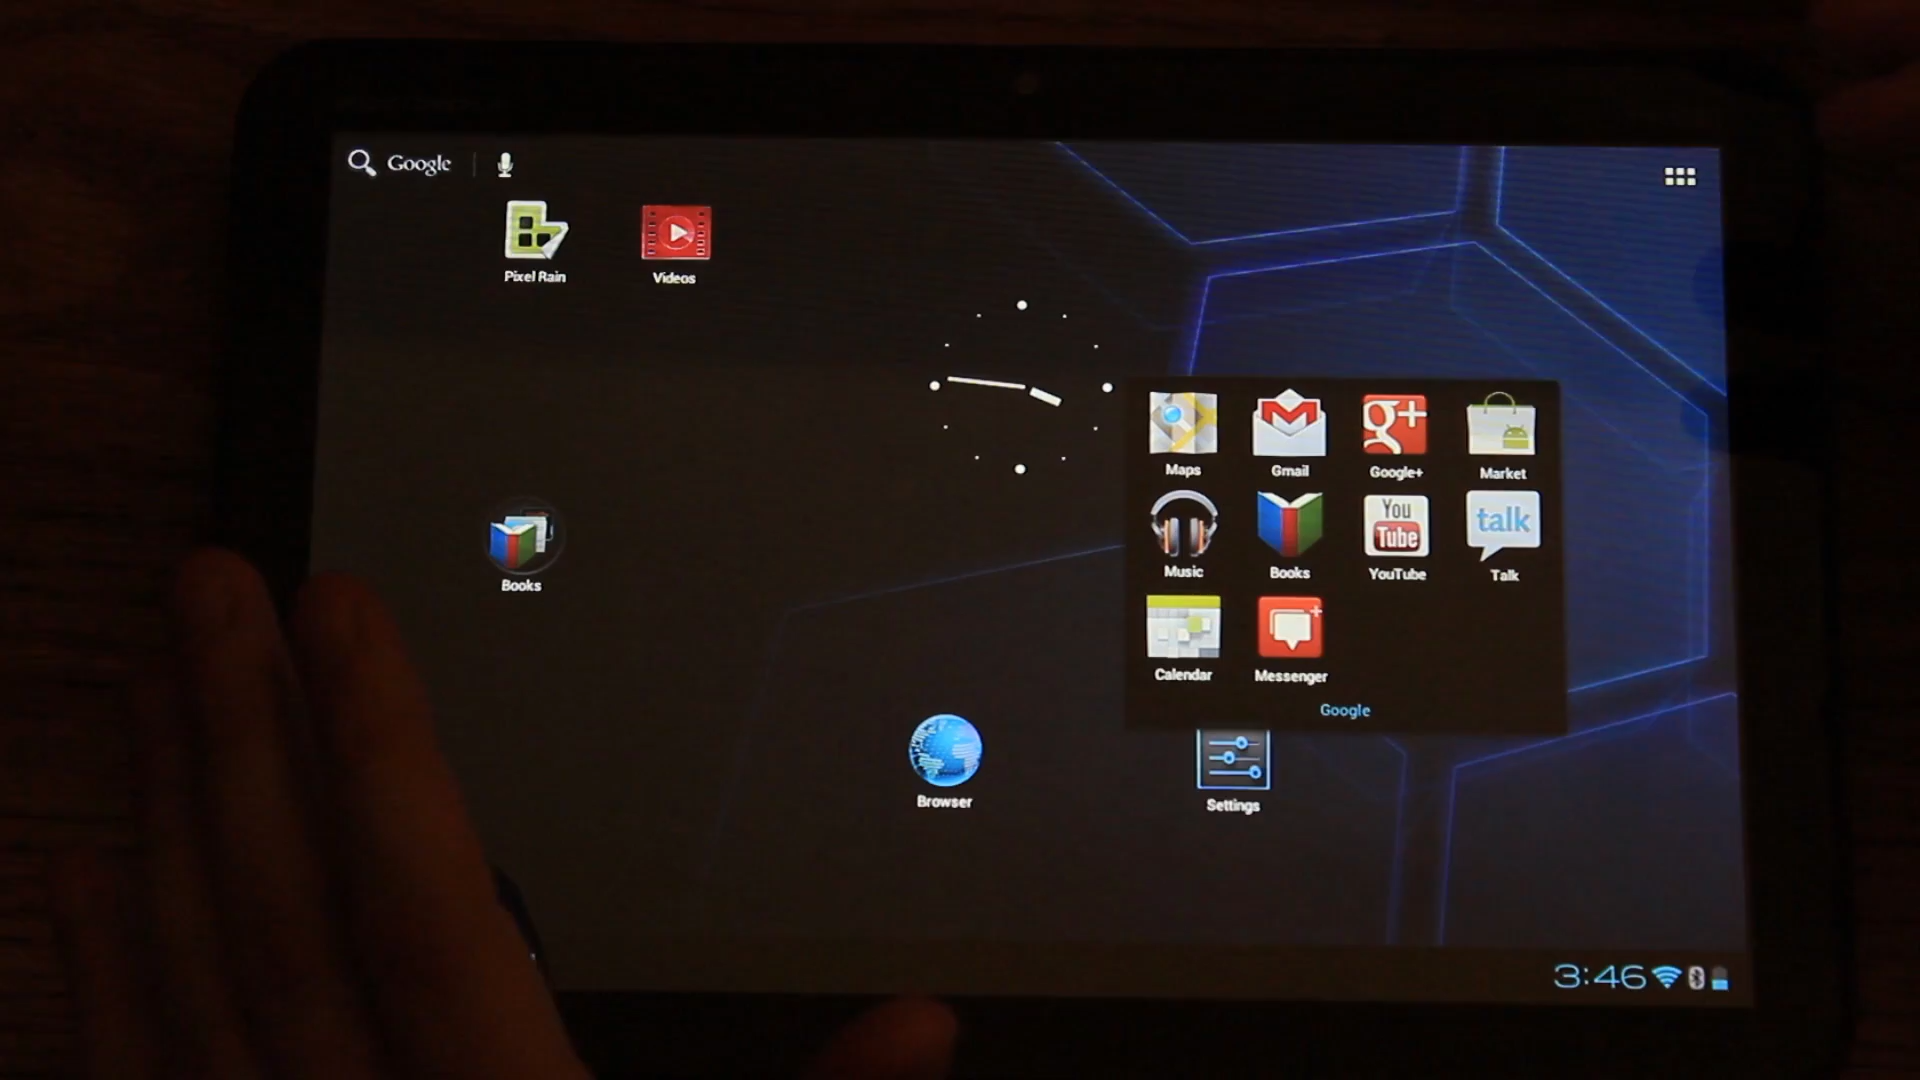 Google
Pixel Rain
Videos
Maps
Gmail
g+
Google+
Market
Music
Books
You
Tube
YouTube
talk
Talk
Books
Calendar
Messenger
Google
Browser
Settings
3:46